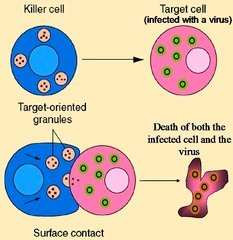 Killer cell
Target cell
(infected with a virus)
Target-oriented
granules
Death of both the
infected cell and the
virus
Surface contact